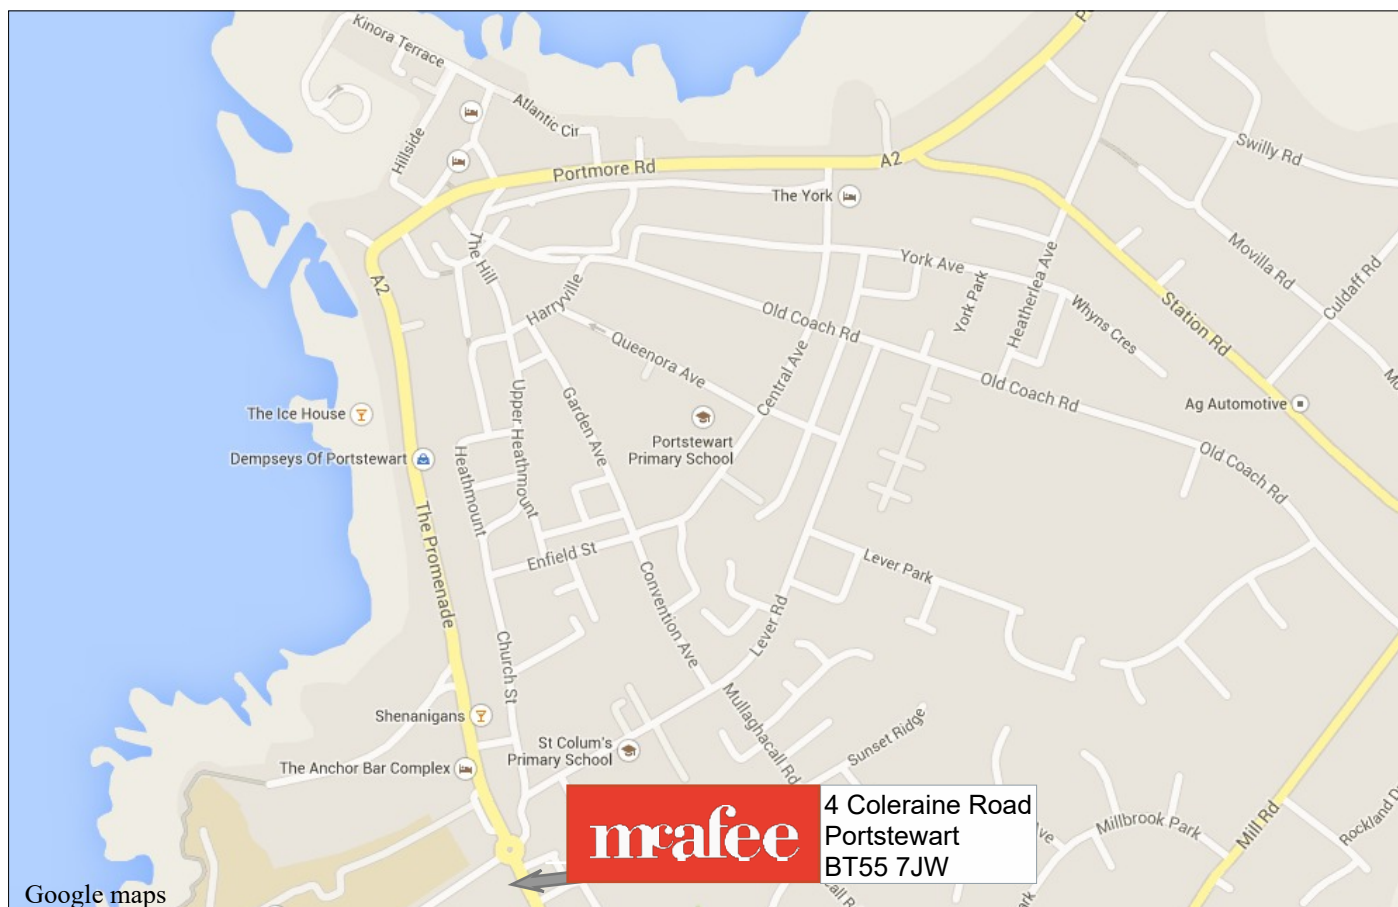 Kinora Terrace
Atlantic Cir
Hillside
Portmore Rd
A2
Swilly Rd
The York
The Hill
York Ave
Heatherlea Ave
Movilla Rd
Culdaff Rd
A2
York Park
Whyns Cres
Station Rd
Harryville
Old Coach Rd
Queenora Ave
Central Ave
Old Coach Rd
Ag Automotive
The Ice House
Upper Heathmount
Garden Ave
Portstewart
Primary School
Dempseys Of Portstewart
Heathmount
Old Coach Rd
The Promenade
Enfield St
Convention Ave
Lever Park
Lever Rd
Church St
Shenanigans
Mullaghacall Rd
Sunset Ridge
St Colum's
Primary School
The Anchor Bar Complex
mcafee
4 Coleraine Road
Portstewart
BT55 7JW
Ave
Millbrook Park
Mill Rd
Rockland D
call R
Google maps